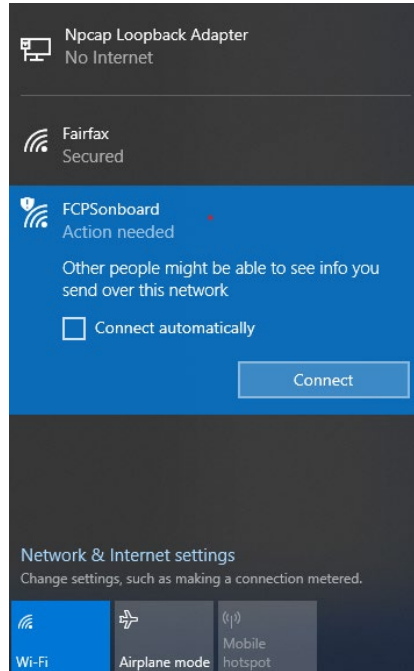 Npcap Loopback Adapter
No Internet
Fairfax
Secured
FCPSonboard
Action needed
Other people might be able to see info you
send over this network
Connect automatically
Connect
Network & Internet settings
Change settings, such as making a connection metered.
Wi-Fi
Airplane mode
Mobile
hotspot